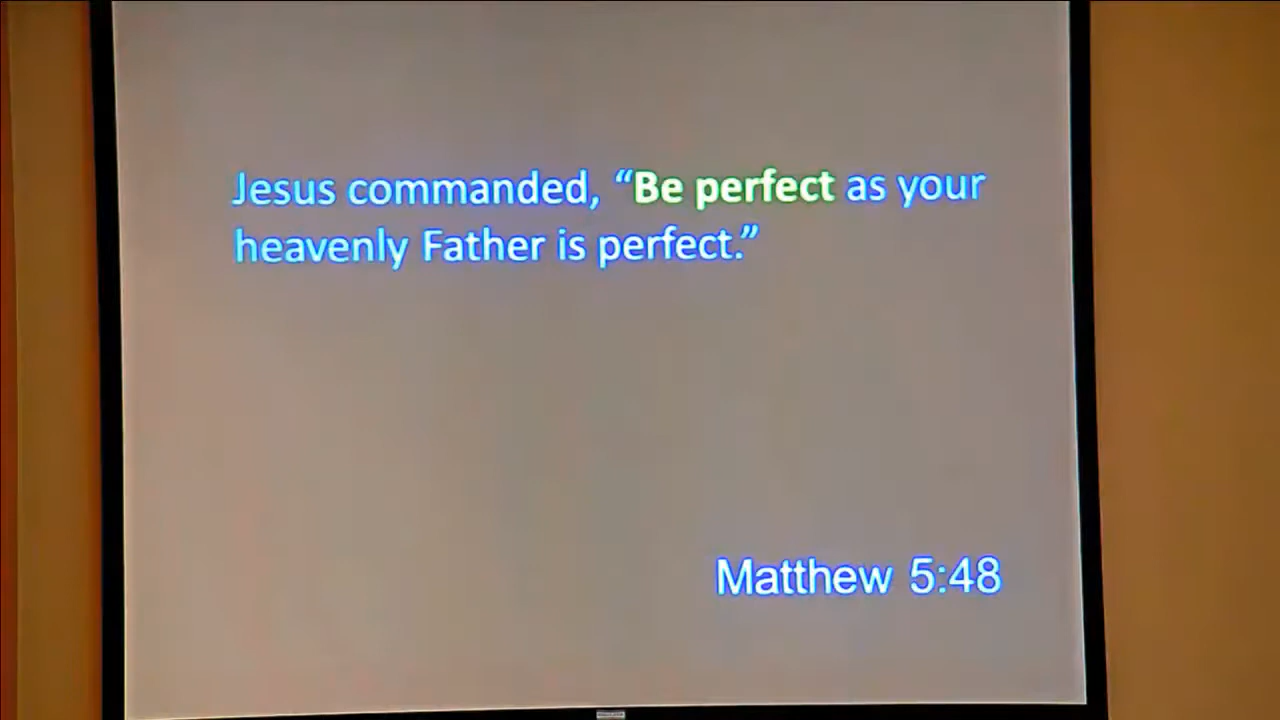 Jesus commanded, “Be perfect as your
heavenly Father is perfect.”
Matthew 5:48